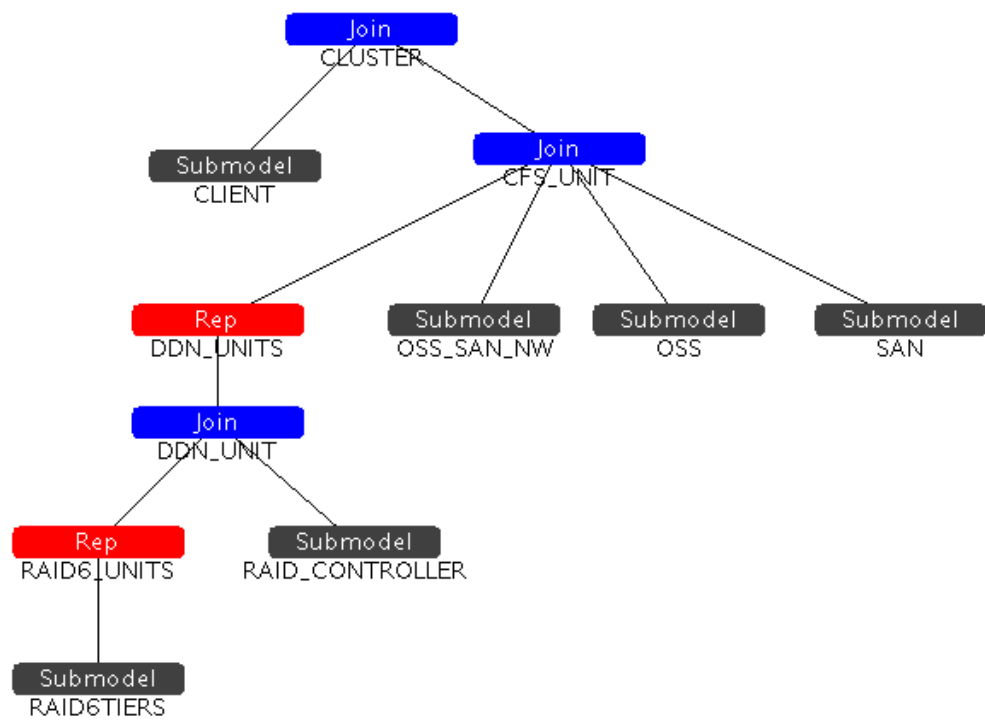 Join
CLUSTER
Submodel
CLIENT
Join
CFS_UNIT
Rep
DDN_UNITS
Submodel
OSS_SAN_NW
Submodel
OSS
Submodel
SAN
Join
DDN_UNIT
Rep
RAID6_UNITS
Submodel
RAID_CONTROLLER
Submodel
RAID6TIERS